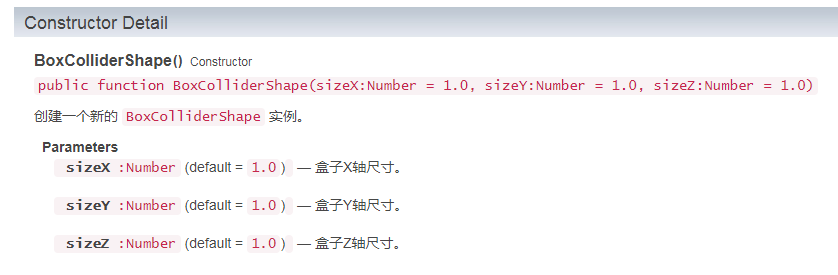 Constructor Detail
BoxColliderShape() Constructor
public function BoxColliderShape(sizeX:Number = 1.0, sizeY:Number = 1.0, sizeZ:Number = 1.0)
创建一个新的 BoxColliderShape 实例。
Parameters
sizeX :Number (default = 1.0 ) — 盒子X轴尺寸。
sizeY :Number (default = 1.0 ) — 盒子Y轴尺寸。
sizeZ :Number (default = 1.0 ) — 盒子Z轴尺寸。